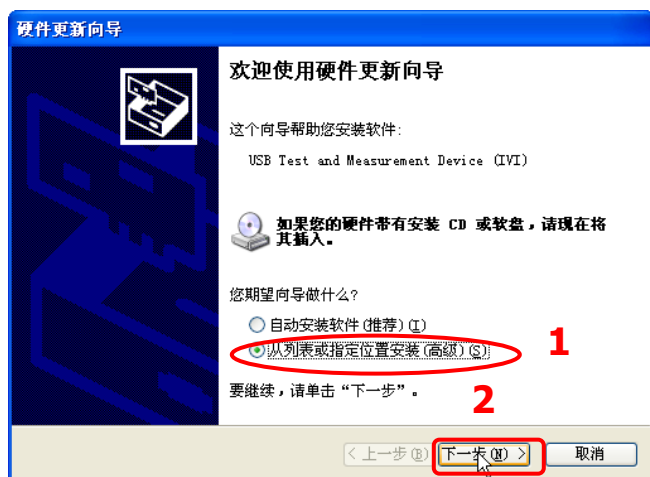 硬件更新向导
欢迎使用硬件更新向导
这个向导帮助您安装软件:
USB Test and Measurement Device (IVI)
如果您的硬件带有安装 CD 或软盘，请现在将
其插入。
您期望向导做什么?
自动安装软件(推荐)(I)
从列表或指定位置安装(高级)(S)
1
要继续，请单击“下一步”。
2
< 上一步(B)
下一步(N) >
取消